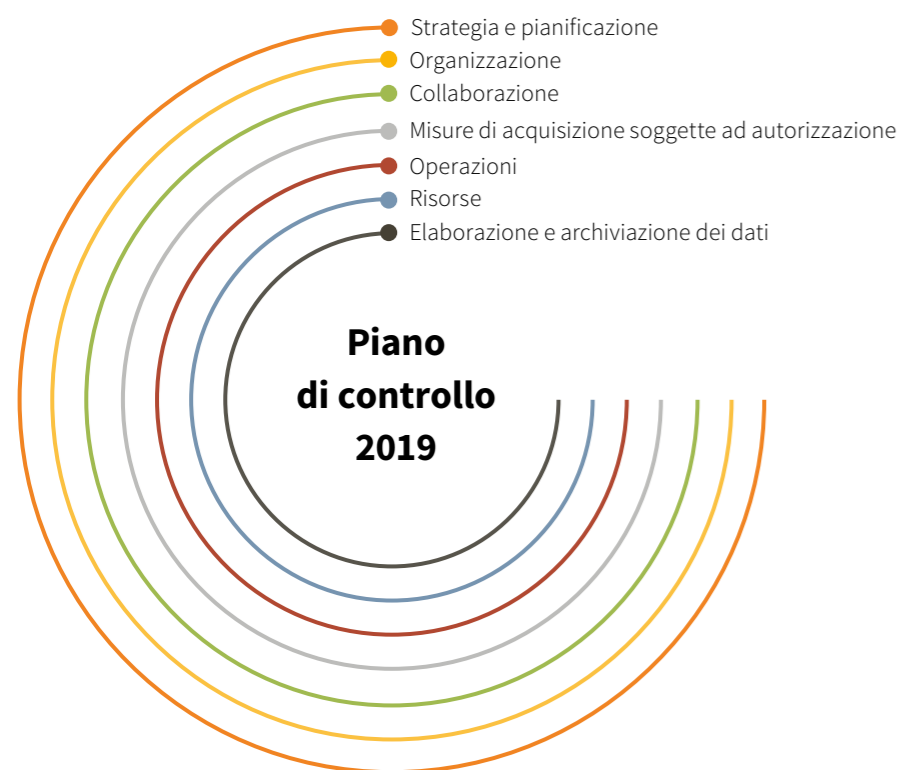 Strategia e pianificazione
Organizzazione
Collaborazione
Misure di acquisizione soggette ad autorizzazione
Operazioni
Risorse
Elaborazione e archiviazione dei dati
Piano
di controllo
2019